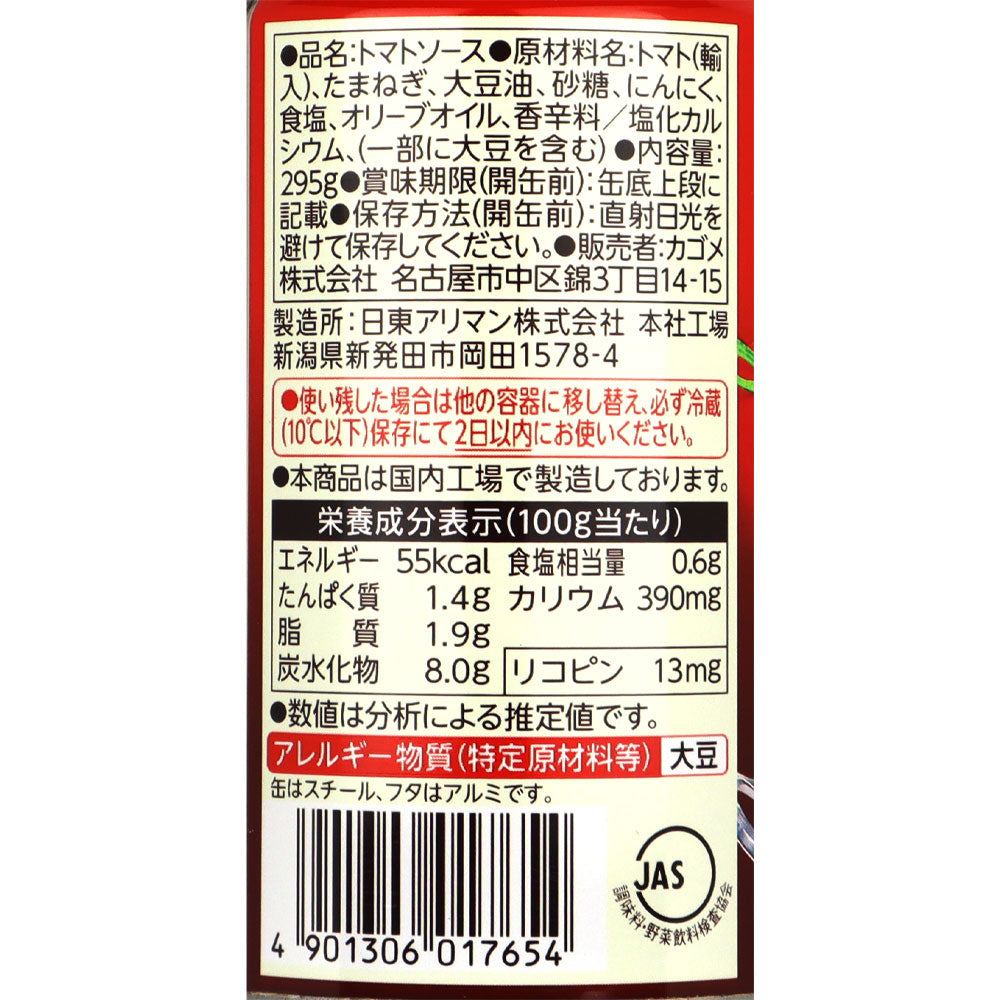 ●品名:トマトソース●原材料名:トマト(輸
入)、たまねぎ、大豆油、砂糖、にんにく、
食塩、オリーブオイル、香辛料／塩化カル
シウム、(一部に大豆を含む)●内容量:
295g●賞味期限(開缶前):缶底上段に
記載●保存方法(開缶前):直射日光を
避けて保存してください。●販売者:カゴメ
株式会社 名古屋市中区錦3丁目14-15
製造所:日東アリマン株式会社 本社工場
新潟県新発田市岡田1578-4
●使い残した場合は他の容器に移し替え、必ず冷蔵
(10℃以下)保存にて2日以内にお使いください。
●本商品は国内工場で製造しております。
栄養成分表示(100g当たり)
エネルギー 55kcal 食塩相当量 0.6g
たんぱく質 1.4g カリウム 390mg
脂 質 1.9g
炭水化物 8.0g リコピン 13mg
●数値は分析による推定値です。
アレルギー物質(特定原材料等) 大豆
缶はスチール、フタはアルミです。
4 901306 017654
JAS
調味料・野菜飲料検査協会